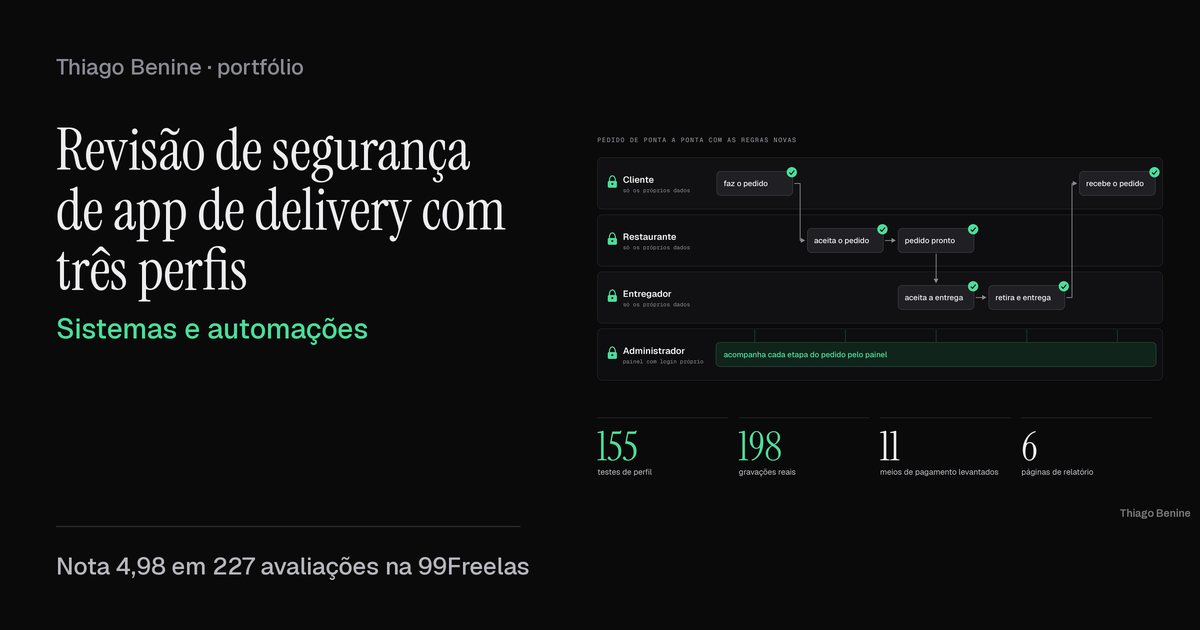 Thiago Benine · portfólio
Revisão de segurança
de app de delivery com
três perfis
Sistemas e automações
Nota 4,98 em 227 avaliações na 99Freelas
PEDIDO DE PONTA A PONTA COM AS REGRAS NOVAS
Cliente
só os próprios dados
faz o pedido
recebe o pedido
Restaurante
só os próprios dados
aceita o pedido
pedido pronto
Entregador
só os próprios dados
aceita a entrega
retira e entrega
Administrador
painel com login próprio
acompanha cada etapa do pedido pelo painel
155
testes de perfil
198
gravações reais
11
meios de pagamento levantados
6
páginas de relatório
Thiago Benine